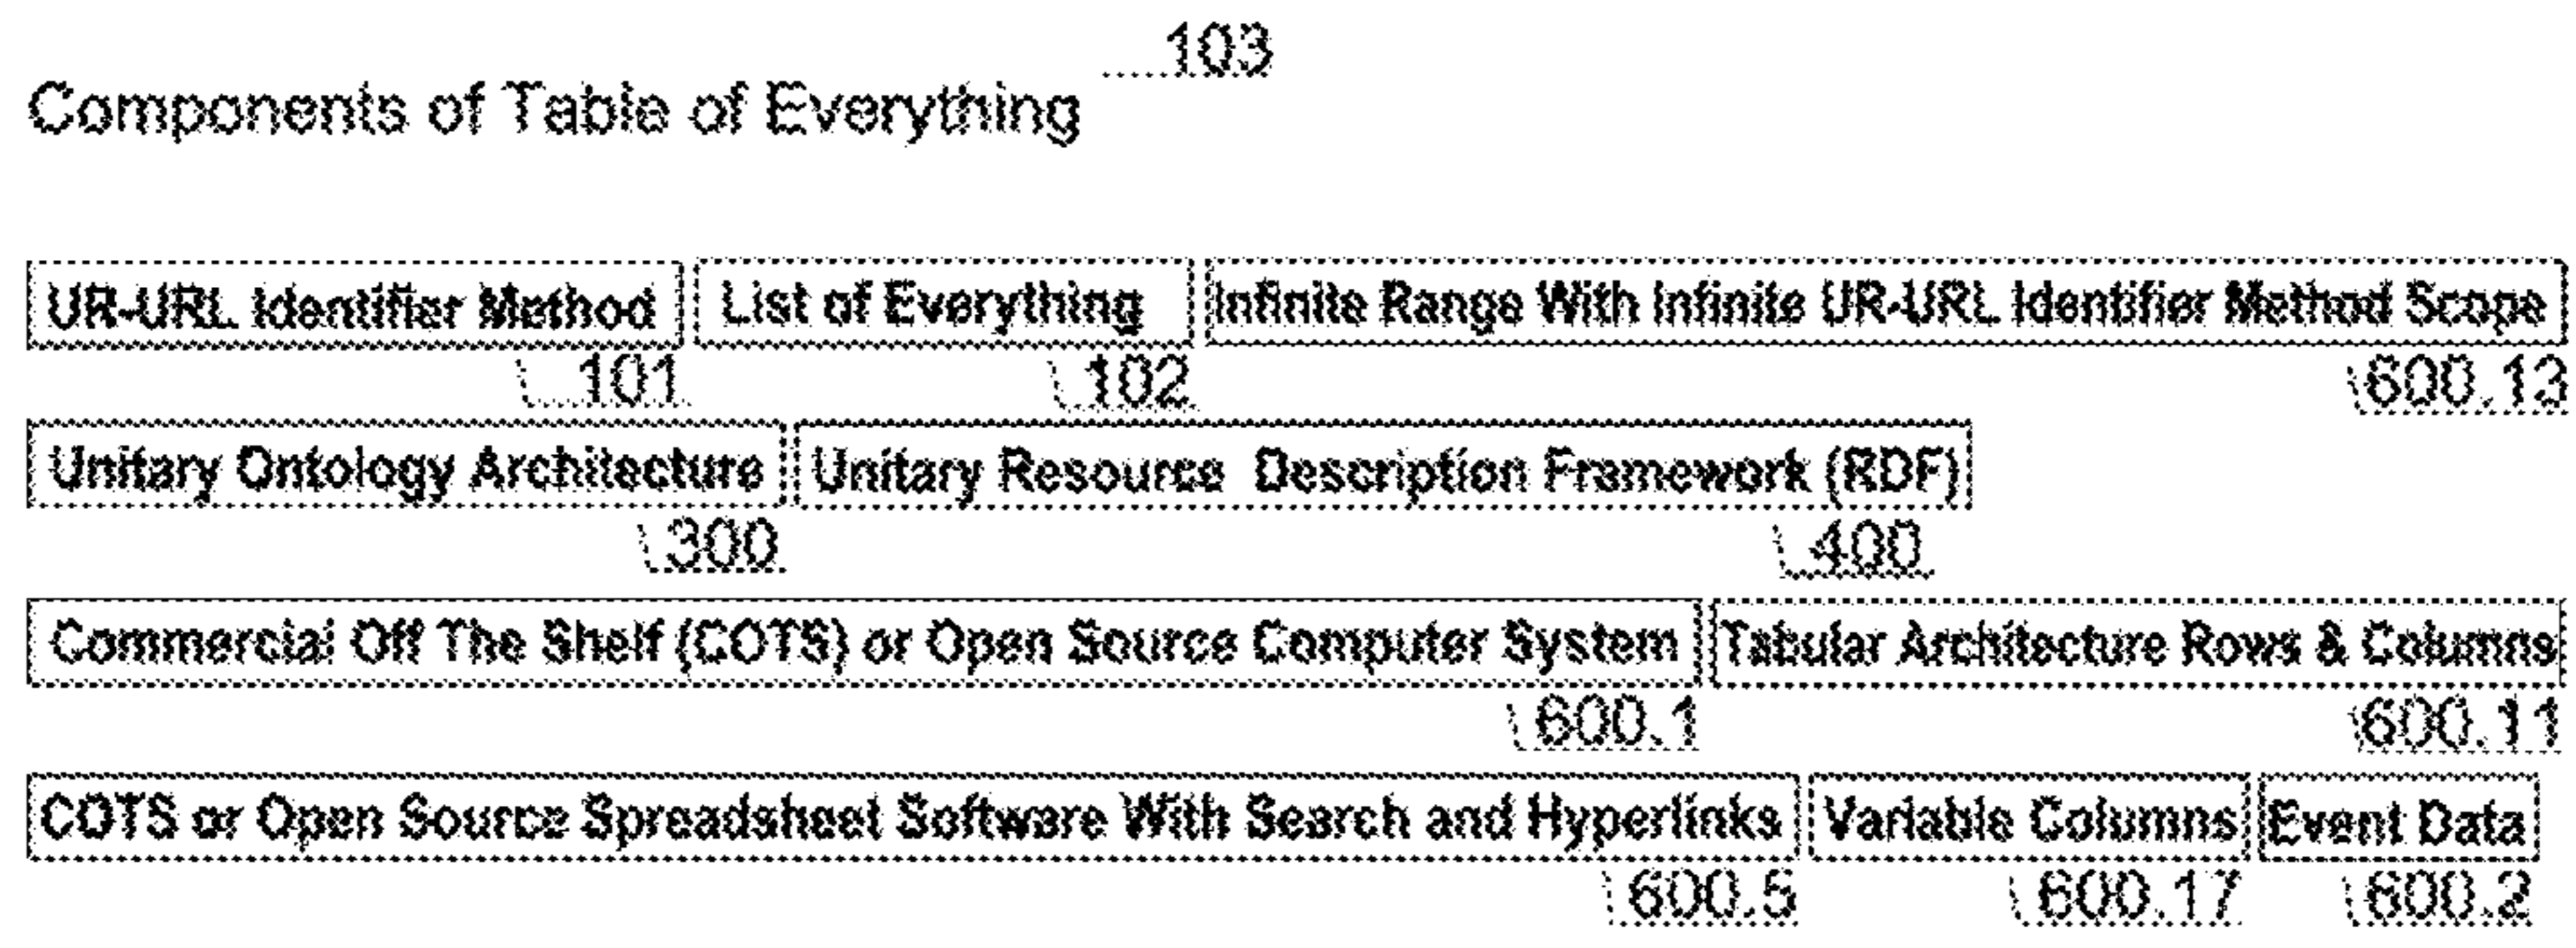 103
Components of Table of Everything
UR-URL Identifier Method List of Everything Infinite Range With Infinite UR-URL Identifier Method Scope
101 102 600.13
Unitary Ontology Architecture Unitary Resource Description Framework (RDF)
300 400
Commercial Off The Shelf (COTS) or Open Source Computer System Tabular Architecture Rows & Columns
600.1 600.11
COTS or Open Source Spreadsheet Software With Search and Hyperlinks Variable Columns Event Data
600.5 600.17 600.2